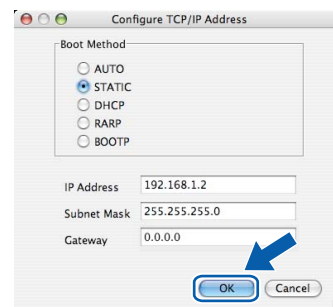 Configure TCP/IP Address
Boot Method
AUTO
STATIC
DHCP
RARP
BOOTP
IP Address 192.168.1.2
Subnet Mask 255.255.255.0
Gateway 0.0.0.0
OK Cancel